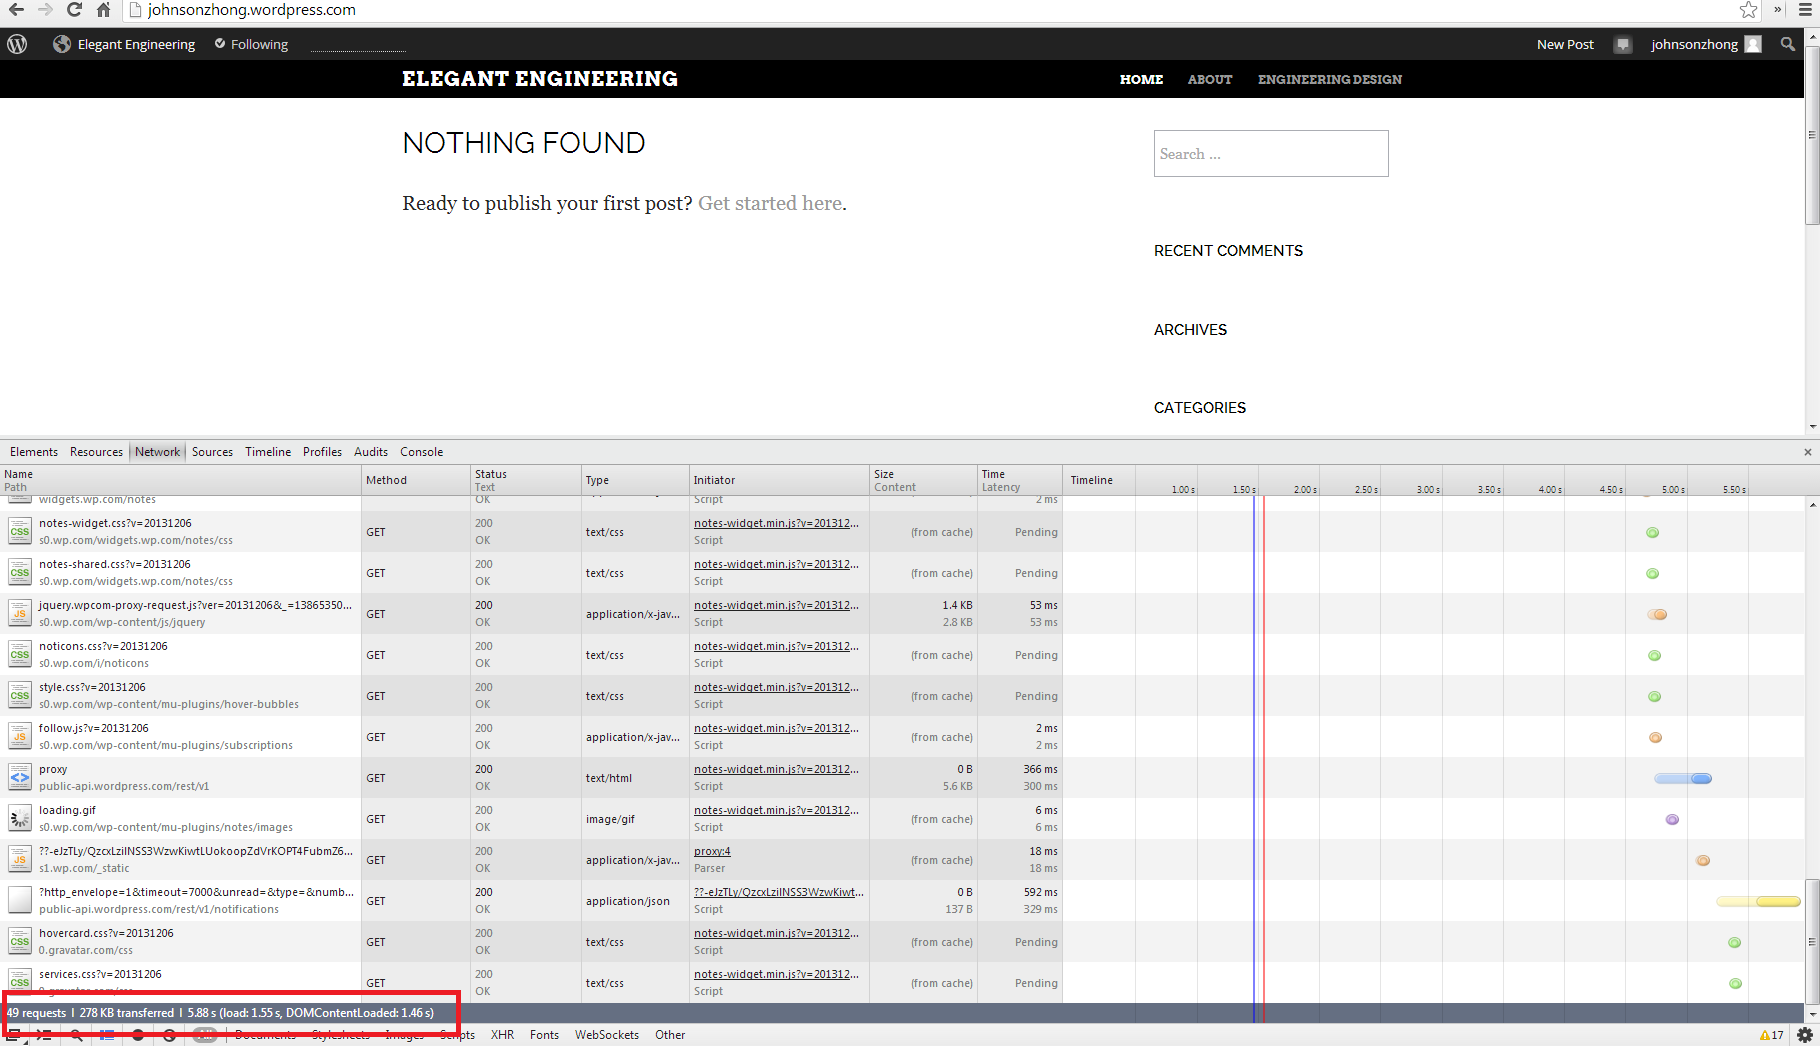 johnsonzhong.wordpress.com
Elegant Engineering Following New Post johnsonzhong
ELEGANT ENGINEERING HOME ABOUT ENGINEERING DESIGN
NOTHING FOUND
Search ...
Ready to publish your first post? Get started here.
RECENT COMMENTS
ARCHIVES
CATEGORIES
Elements Resources Network Sources Timeline Profiles Audits Console
Name Method Status Type Initiator Size Time Timeline
Path Text Content Latency
1.00 s 1.50 s 2.00 s 2.50 s 3.00 s 3.50 s 4.00 s 4.50 s 5.00 s 5.50 s
widgets.wp.com/notes OK Script 2 ms
notes-widget.css?v=20131206 GET 200 text/css notes-widget.min.js?v=201312... (from cache) Pending
s0.wp.com/widgets.wp.com/notes/css OK Script
notes-shared.css?v=20131206 GET 200 text/css notes-widget.min.js?v=201312... (from cache) Pending
s0.wp.com/widgets.wp.com/notes/css OK Script
jquery.wpcom-proxy-request.js?ver=20131206&_=13865350... GET 200 application/x-jav... notes-widget.min.js?v=201312... 1.4 KB 53 ms
s0.wp.com/wp-content/js/jquery OK Script 2.8 KB 53 ms
noticons.css?v=20131206 GET 200 text/css notes-widget.min.js?v=201312... (from cache) Pending
s0.wp.com/i/noticons OK Script
style.css?v=20131206 GET 200 text/css notes-widget.min.js?v=201312... (from cache) Pending
s0.wp.com/wp-content/mu-plugins/hover-bubbles OK Script
follow.js?v=20131206 GET 200 application/x-jav... notes-widget.min.js?v=201312... (from cache) 2 ms
s0.wp.com/wp-content/mu-plugins/subscriptions OK Script 2 ms
proxy GET 200 text/html notes-widget.min.js?v=201312... 0 B 366 ms
public-api.wordpress.com/rest/v1 OK Script 5.6 KB 300 ms
loading.gif GET 200 image/gif notes-widget.min.js?v=201312... (from cache) 6 ms
s0.wp.com/wp-content/mu-plugins/notes/images OK Script 6 ms
??-eJzTLy/QzcxLziINSS3WzwKiwtLUokoopZdVrKOPT4FubmZ6... GET 200 application/x-jav... proxy:4 (from cache) 18 ms
s1.wp.com/_static OK Parser 18 ms
?http_envelope=1&timeout=7000&unread=&type=&numb... GET 200 application/json ??-eJzTLy/QzcxLziINSS3WzwKiwt... 0 B 592 ms
public-api.wordpress.com/rest/v1/notifications OK Script 137 B 329 ms
hovercard.css?v=20131206 GET 200 text/css notes-widget.min.js?v=201312... (from cache) Pending
0.gravatar.com/css OK Script
services.css?v=20131206 GET 200 text/css notes-widget.min.js?v=201312... (from cache) Pending
0.gravatar.com/css OK Script
49 requests | 278 KB transferred | 5.88 s (load: 1.55 s, DOMContentLoaded: 1.46 s)
All Documents Stylesheets Images Scripts XHR Fonts WebSockets Other 17